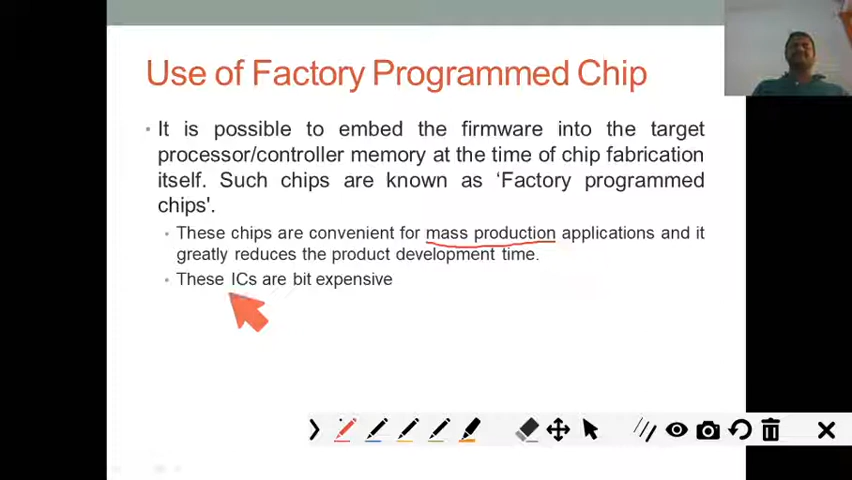 Use of Factory Programmed Chip
• It is possible to embed the firmware into the target
processor/controller memory at the time of chip fabrication
itself. Such chips are known as ‘Factory programmed
chips'.
• These chips are convenient for mass production applications and it
greatly reduces the product development time.
• These ICs are bit expensive